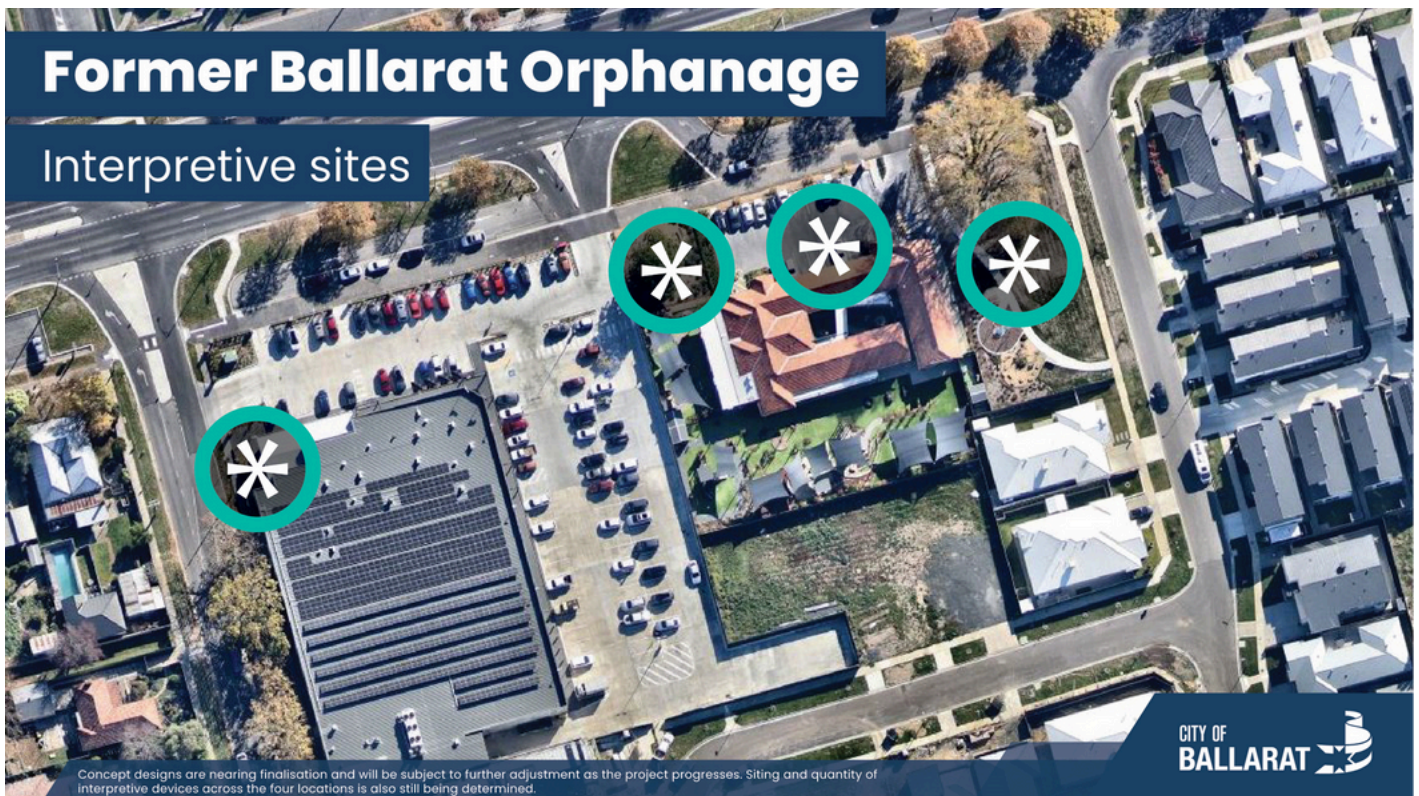 Former Ballarat Orphanage
Interpretive sites
Concept designs are nearing finalisation and will be subject to further adjustment as the project progresses. Siting and quantity of
interpretive devices across the four locations is also still being determined.
CITY OF
BALLARAT